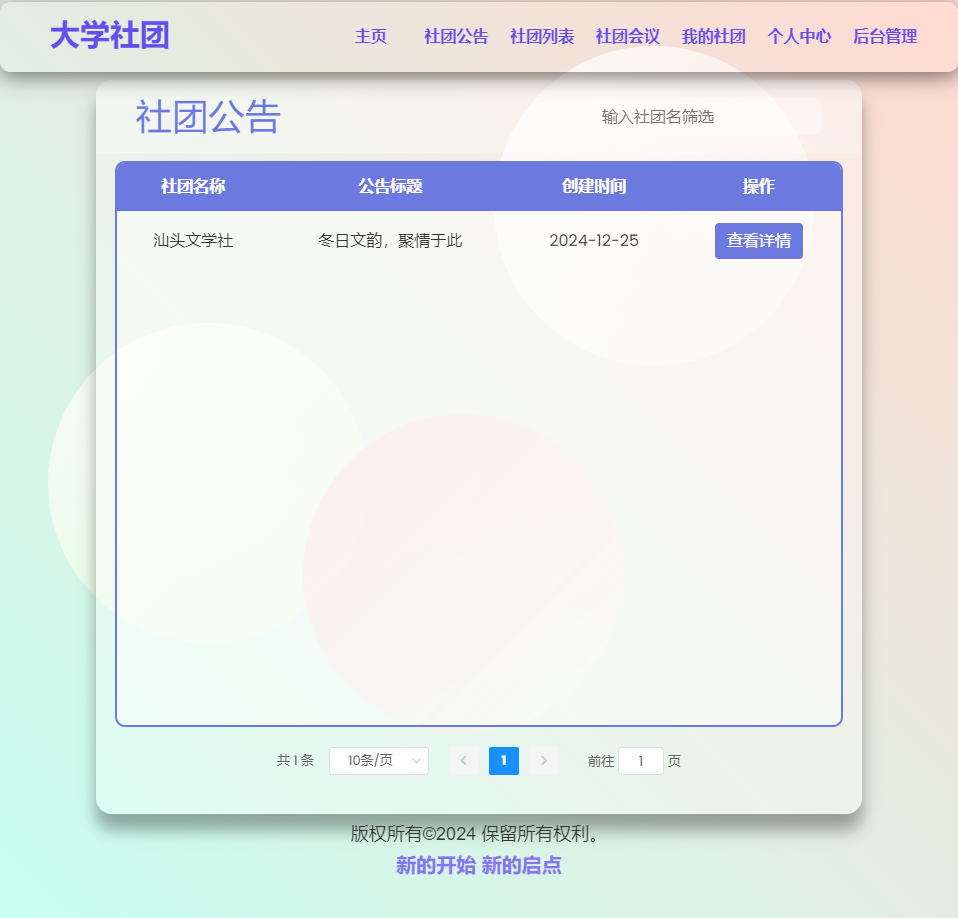 大学社团 主页 社团公告 社团列表 社团会议 我的社团 个人中心 后台管理
社团公告 输入社团名筛选
社团名称 公告标题 创建时间 操作
汕头文学社 冬日文韵，聚情于此 2024-12-25 查看详情
共 1 条 10条/页 1 前往 1 页
版权所有©2024 保留所有权利。
新的开始 新的启点